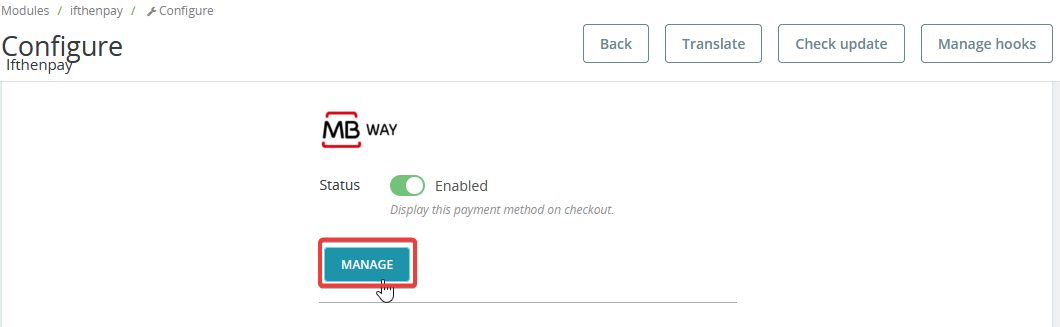 Modules / ifthenpay / Configure
Configure
Ifthenpay
Back Translate Check update Manage hooks
MB WAY
Status Enabled
Display this payment method on checkout.
MANAGE